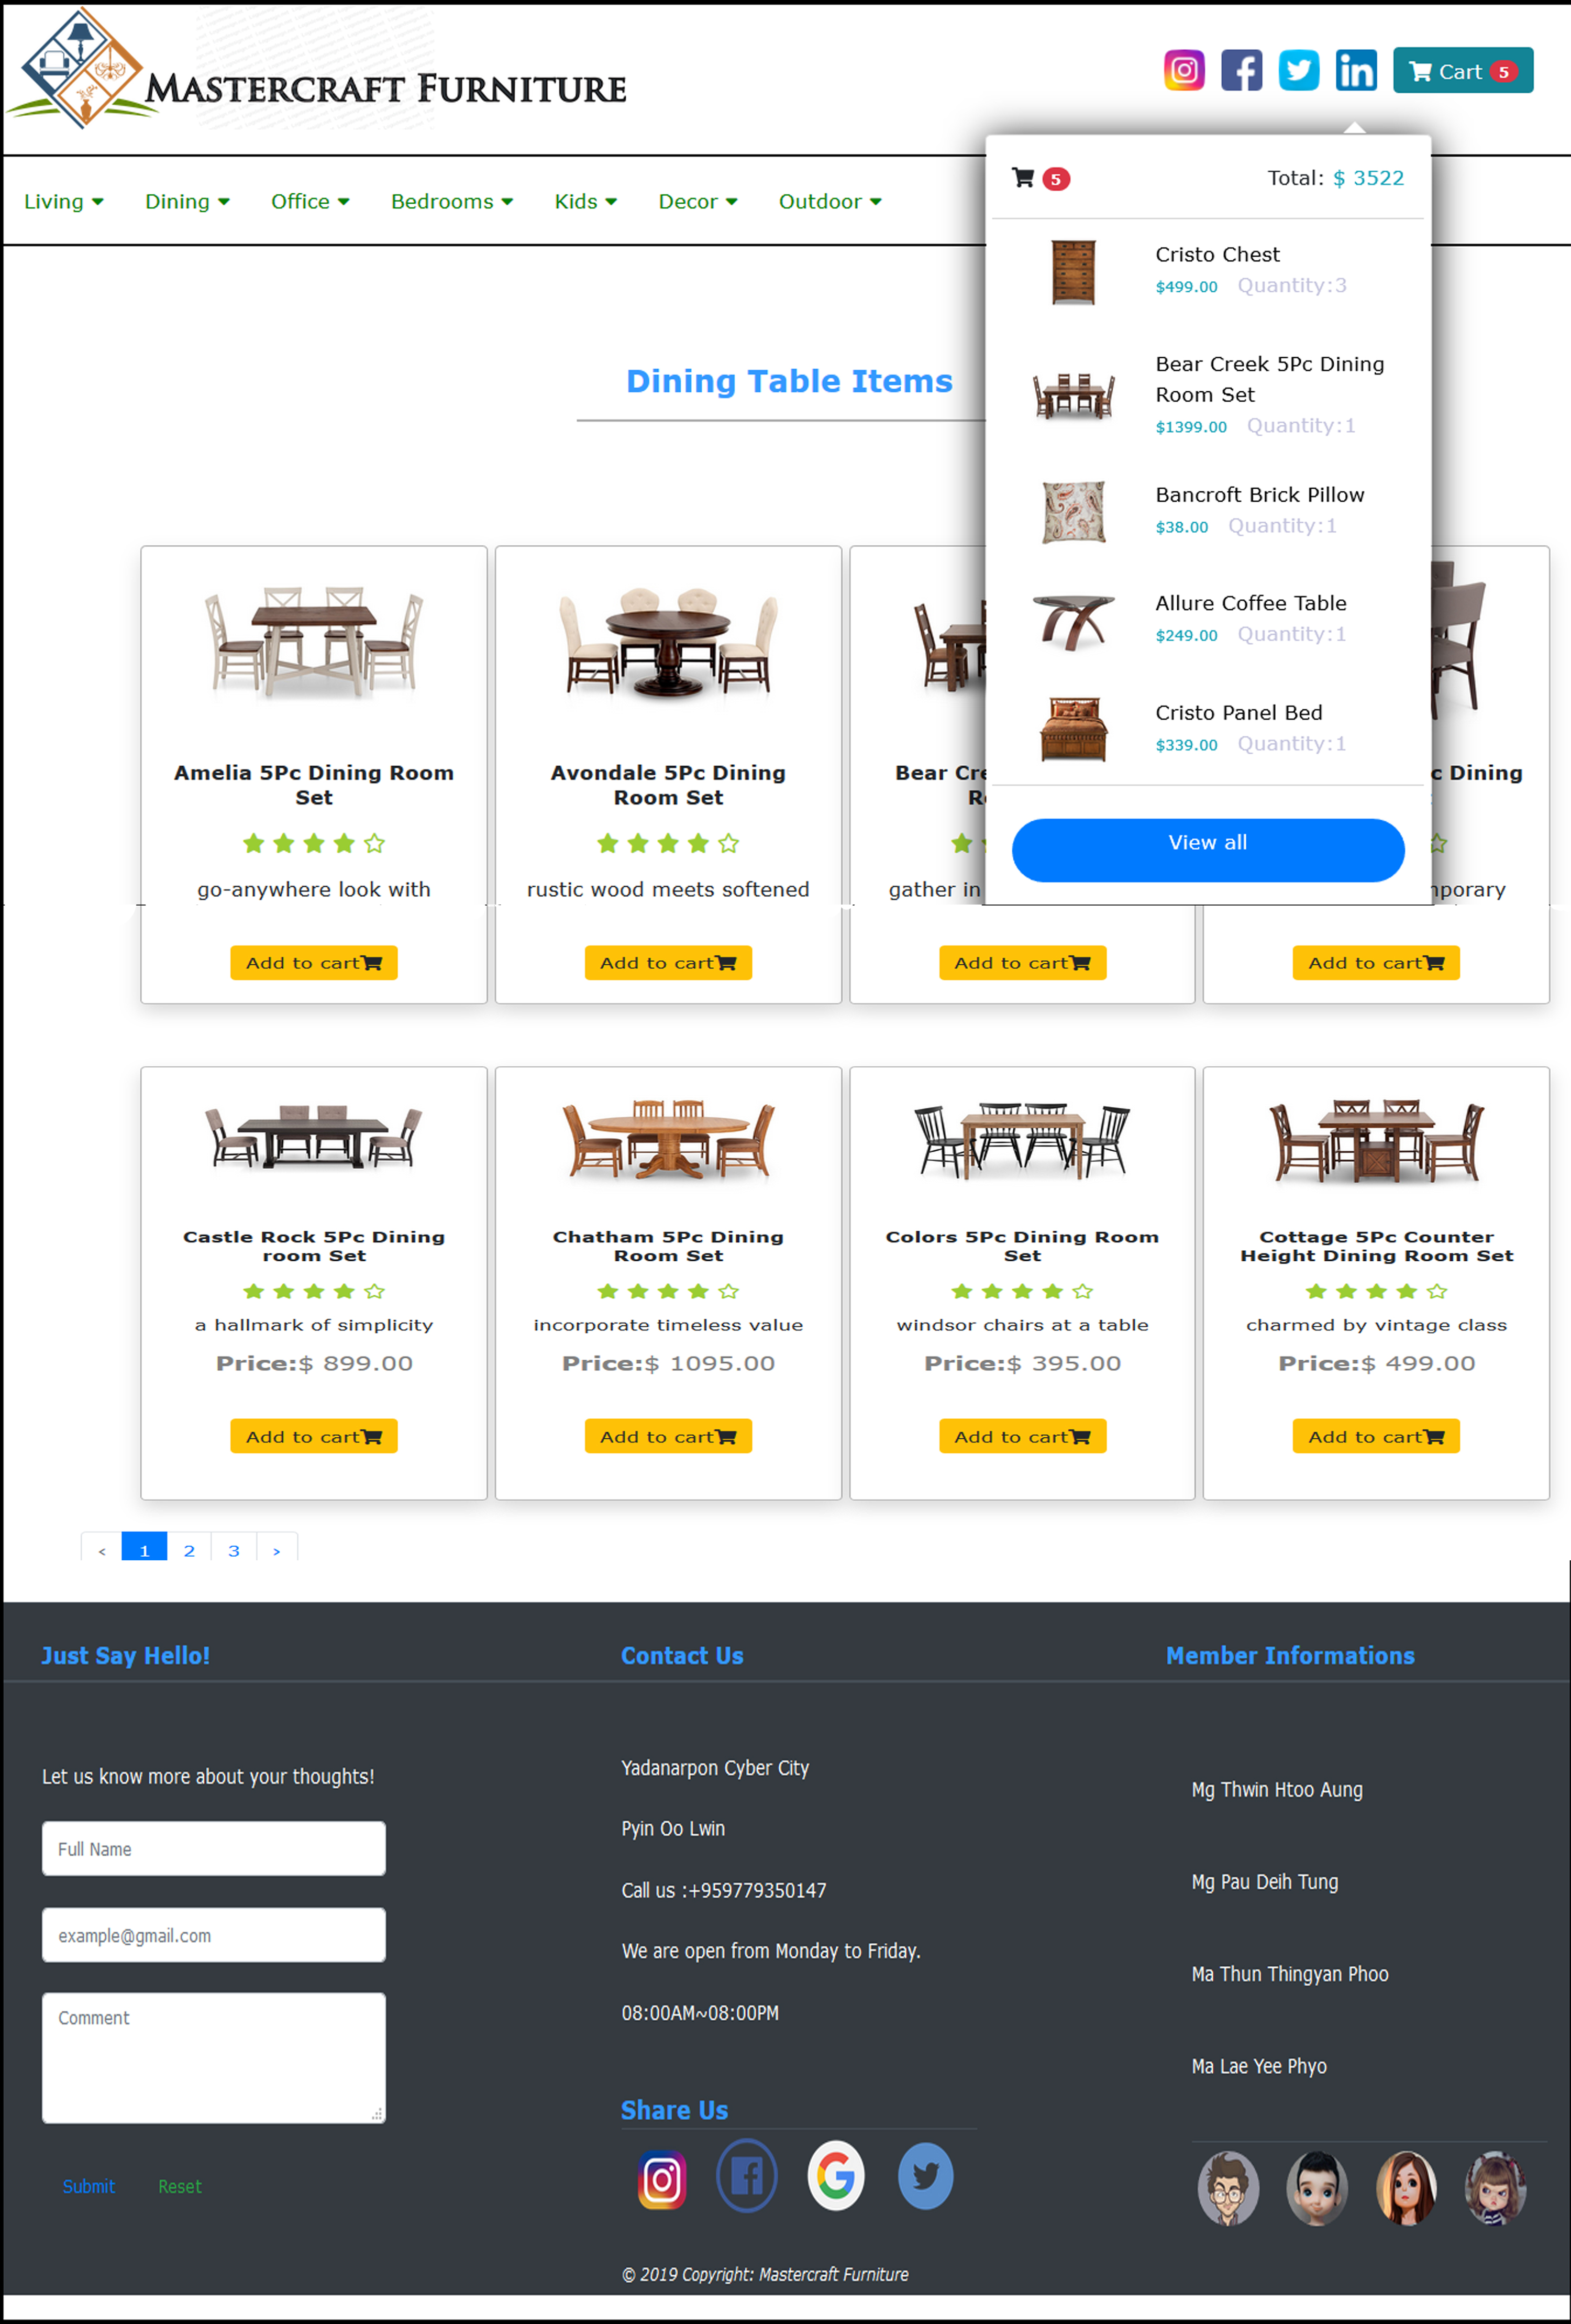 MASTERCRAFT FURNITURE
Cart 5
5 Total: $ 3522
Living Dining Office Bedrooms Kids Decor Outdoor
Cristo Chest
$499.00 Quantity:3
Bear Creek 5Pc Dining
Room Set
$1399.00 Quantity:1
Bancroft Brick Pillow
$38.00 Quantity:1
Allure Coffee Table
$249.00 Quantity:1
Cristo Panel Bed
$339.00 Quantity:1
View all
Dining Table Items
Amelia 5Pc Dining Room
Set
go-anywhere look with
Add to cart
Avondale 5Pc Dining
Room Set
rustic wood meets softened
Add to cart
Bear
gather in
Add to cart
Dining
Add to cart
Castle Rock 5Pc Dining
room Set
a hallmark of simplicity
Price:$ 899.00
Add to cart
Chatham 5Pc Dining
Room Set
incorporate timeless value
Price:$ 1095.00
Add to cart
Colors 5Pc Dining Room
Set
windsor chairs at a table
Price:$ 395.00
Add to cart
Cottage 5Pc Counter
Height Dining Room Set
charmed by vintage class
Price:$ 499.00
Add to cart
< 1 2 3 >
Just Say Hello!
Let us know more about your thoughts!
Full Name
example@gmail.com
Comment
Submit Reset
Contact Us
Yadanarpon Cyber City
Pyin Oo Lwin
Call us :+959779350147
We are open from Monday to Friday.
08:00AM~08:00PM
Share Us
© 2019 Copyright: Mastercraft Furniture
Member Informations
Mg Thwin Htoo Aung
Mg Pau Deih Tung
Ma Thun Thingyan Phoo
Ma Lae Yee Phyo